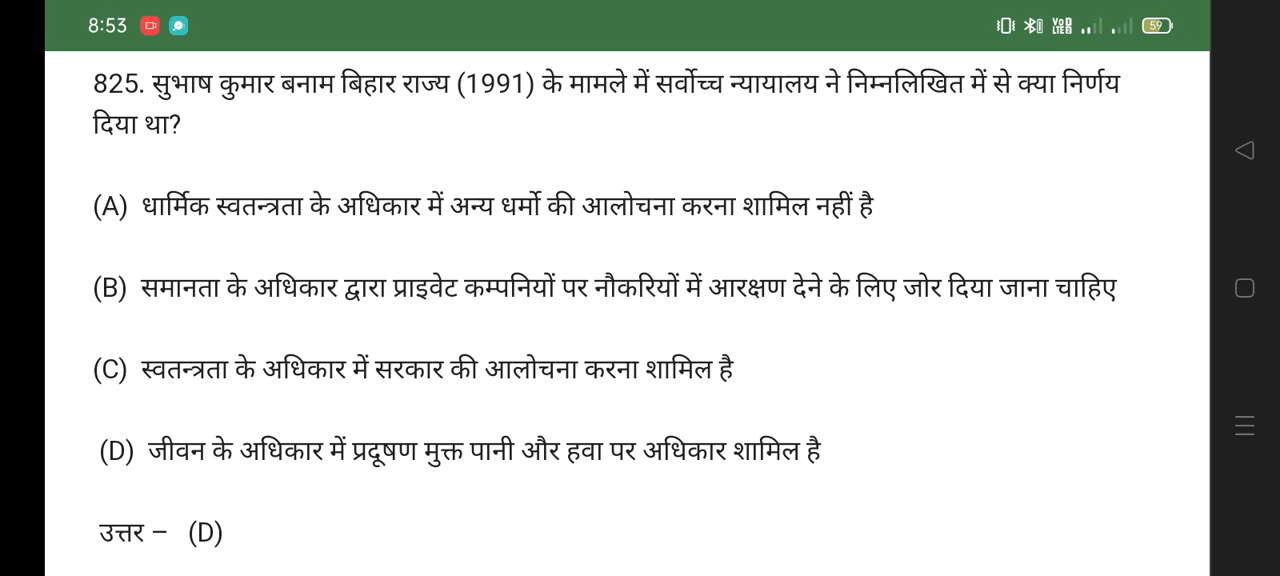 8:53
VoD LTE2
59
825. सुभाष कुमार बनाम बिहार राज्य (1991) के मामले में सर्वोच्च न्यायालय ने निम्नलिखित में से क्या निर्णय
दिया था?
(A) धार्मिक स्वतन्त्रता के अधिकार में अन्य धर्मो की आलोचना करना शामिल नहीं है
(B) समानता के अधिकार द्वारा प्राइवेट कम्पनियों पर नौकरियों में आरक्षण देने के लिए जोर दिया जाना चाहिए
(C) स्वतन्त्रता के अधिकार में सरकार की आलोचना करना शामिल है
(D) जीवन के अधिकार में प्रदूषण मुक्त पानी और हवा पर अधिकार शामिल है
उत्तर – (D)